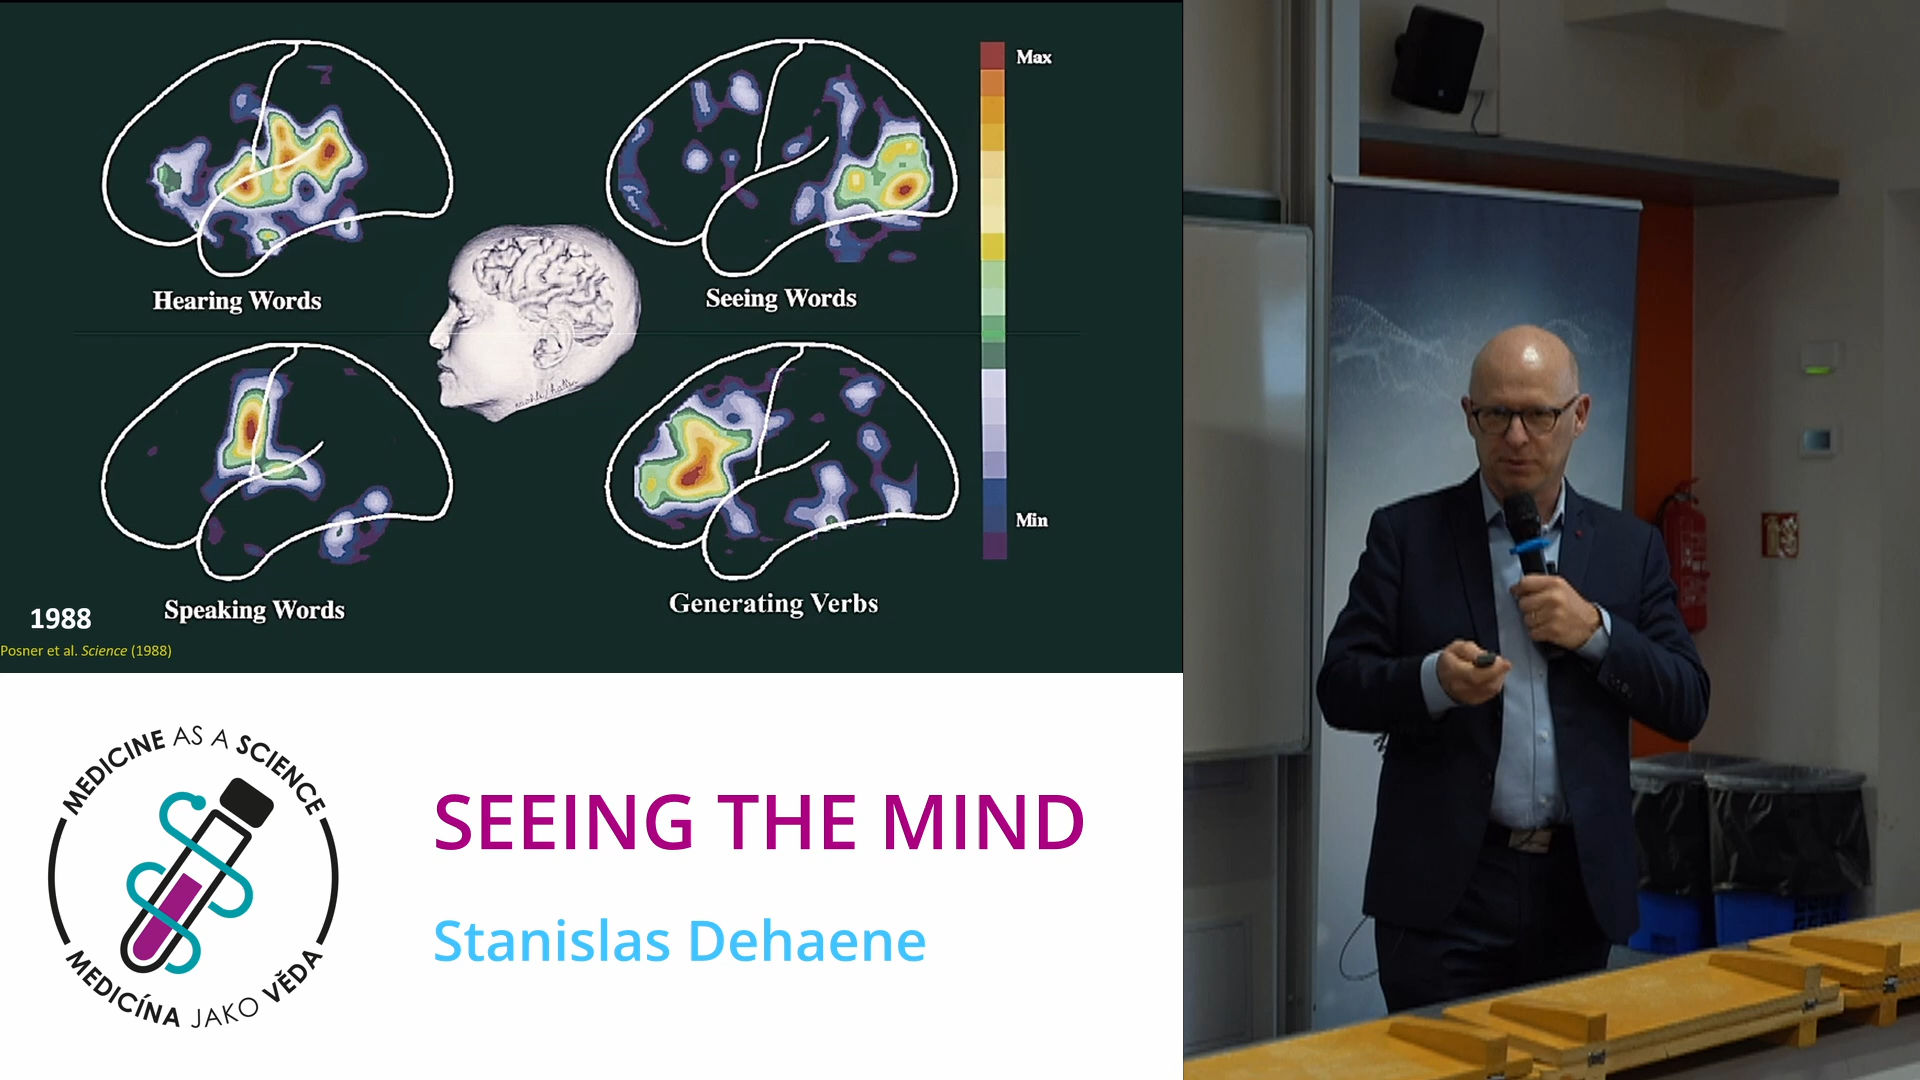 Max
Hearing Words
Seeing Words
Min
Speaking Words
Generating Verbs
1988
Posner et al. Science (1988)
MEDICINE AS A SCIENCE
MEDICÍNA JAKO VĚDA
SEEING THE MIND
Stanislas Dehaene